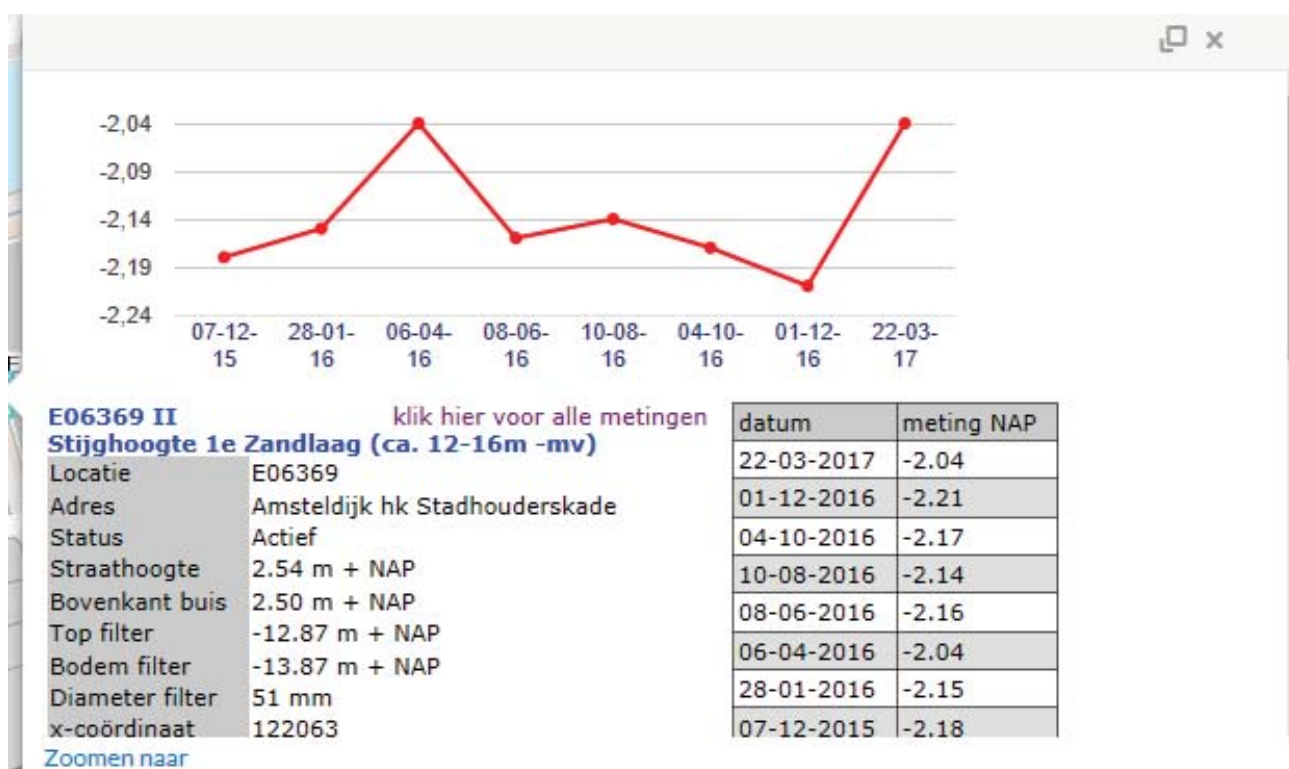 -2,04
-2,09
-2,14
-2,19
-2,24
07-12-15 28-01-16 06-04-16 08-06-16 10-08-16 04-10-16 01-12-16 22-03-17
E06369 II klik hier voor alle metingen
Stijghoogte 1e Zandlaag (ca. 12-16m -mv)
Locatie E06369
Adres Amsteldijk hk Stadhouderskade
Status Actief
Straathoogte 2.54 m + NAP
Bovenkant buis 2.50 m + NAP
Top filter -12.87 m + NAP
Bodem filter -13.87 m + NAP
Diameter filter 51 mm
x-coördinaat 122063
Zoomen naar
datum meting NAP
22-03-2017 -2.04
01-12-2016 -2.21
04-10-2016 -2.17
10-08-2016 -2.14
08-06-2016 -2.16
06-04-2016 -2.04
28-01-2016 -2.15
07-12-2015 -2.18